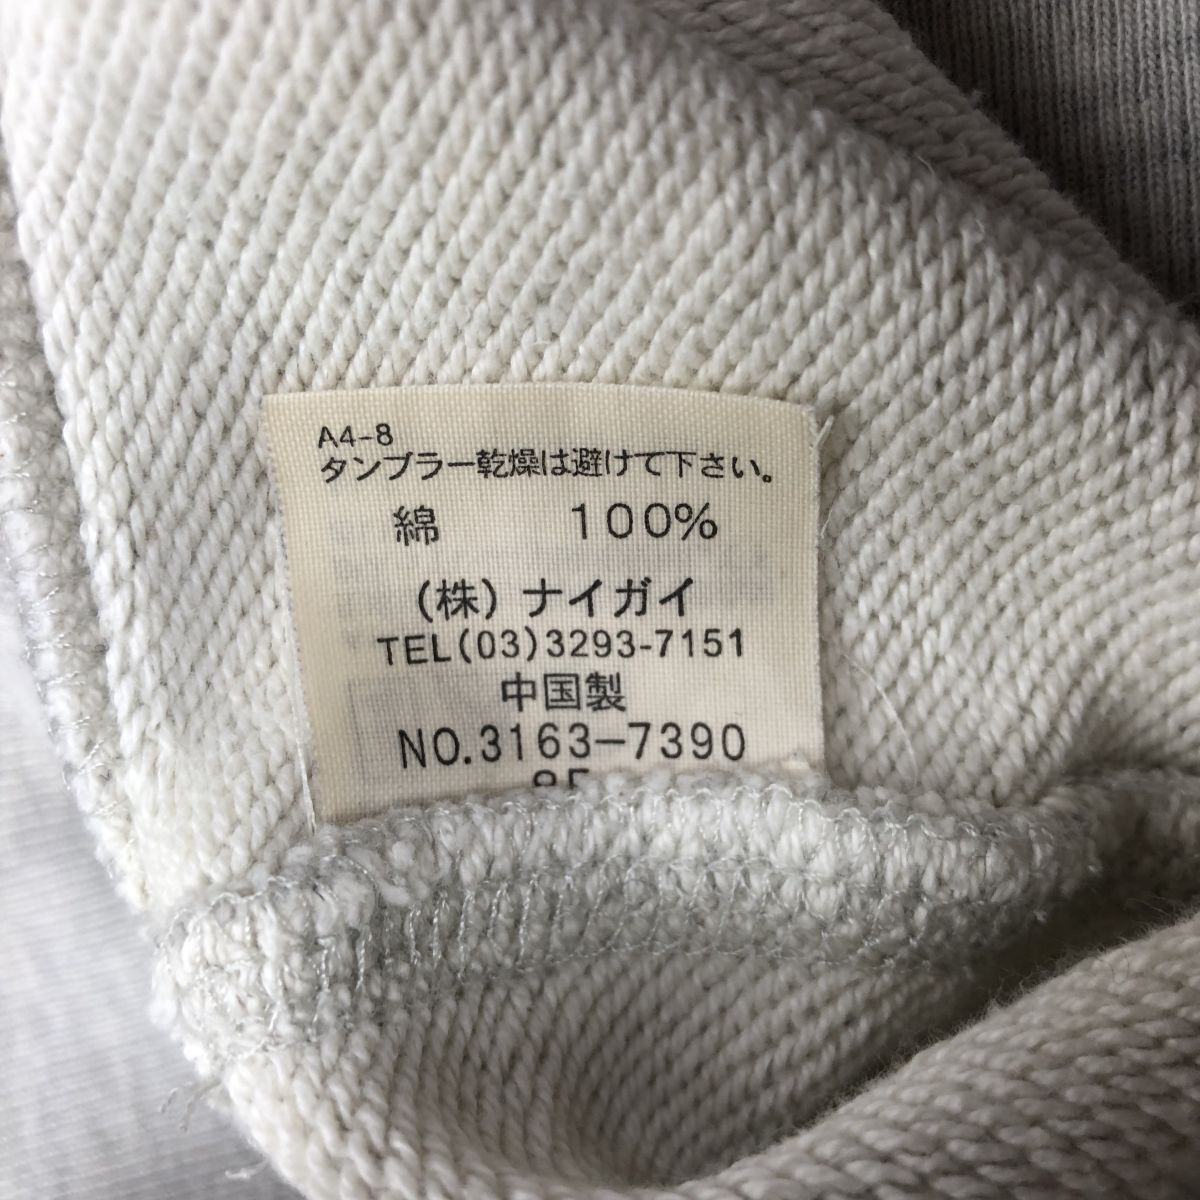 A4-8
タンブラー乾燥は避けて下さい。
綿 100%
(株) ナイガイ
TEL(03)3293-7151
中国製
NO.3163-7390